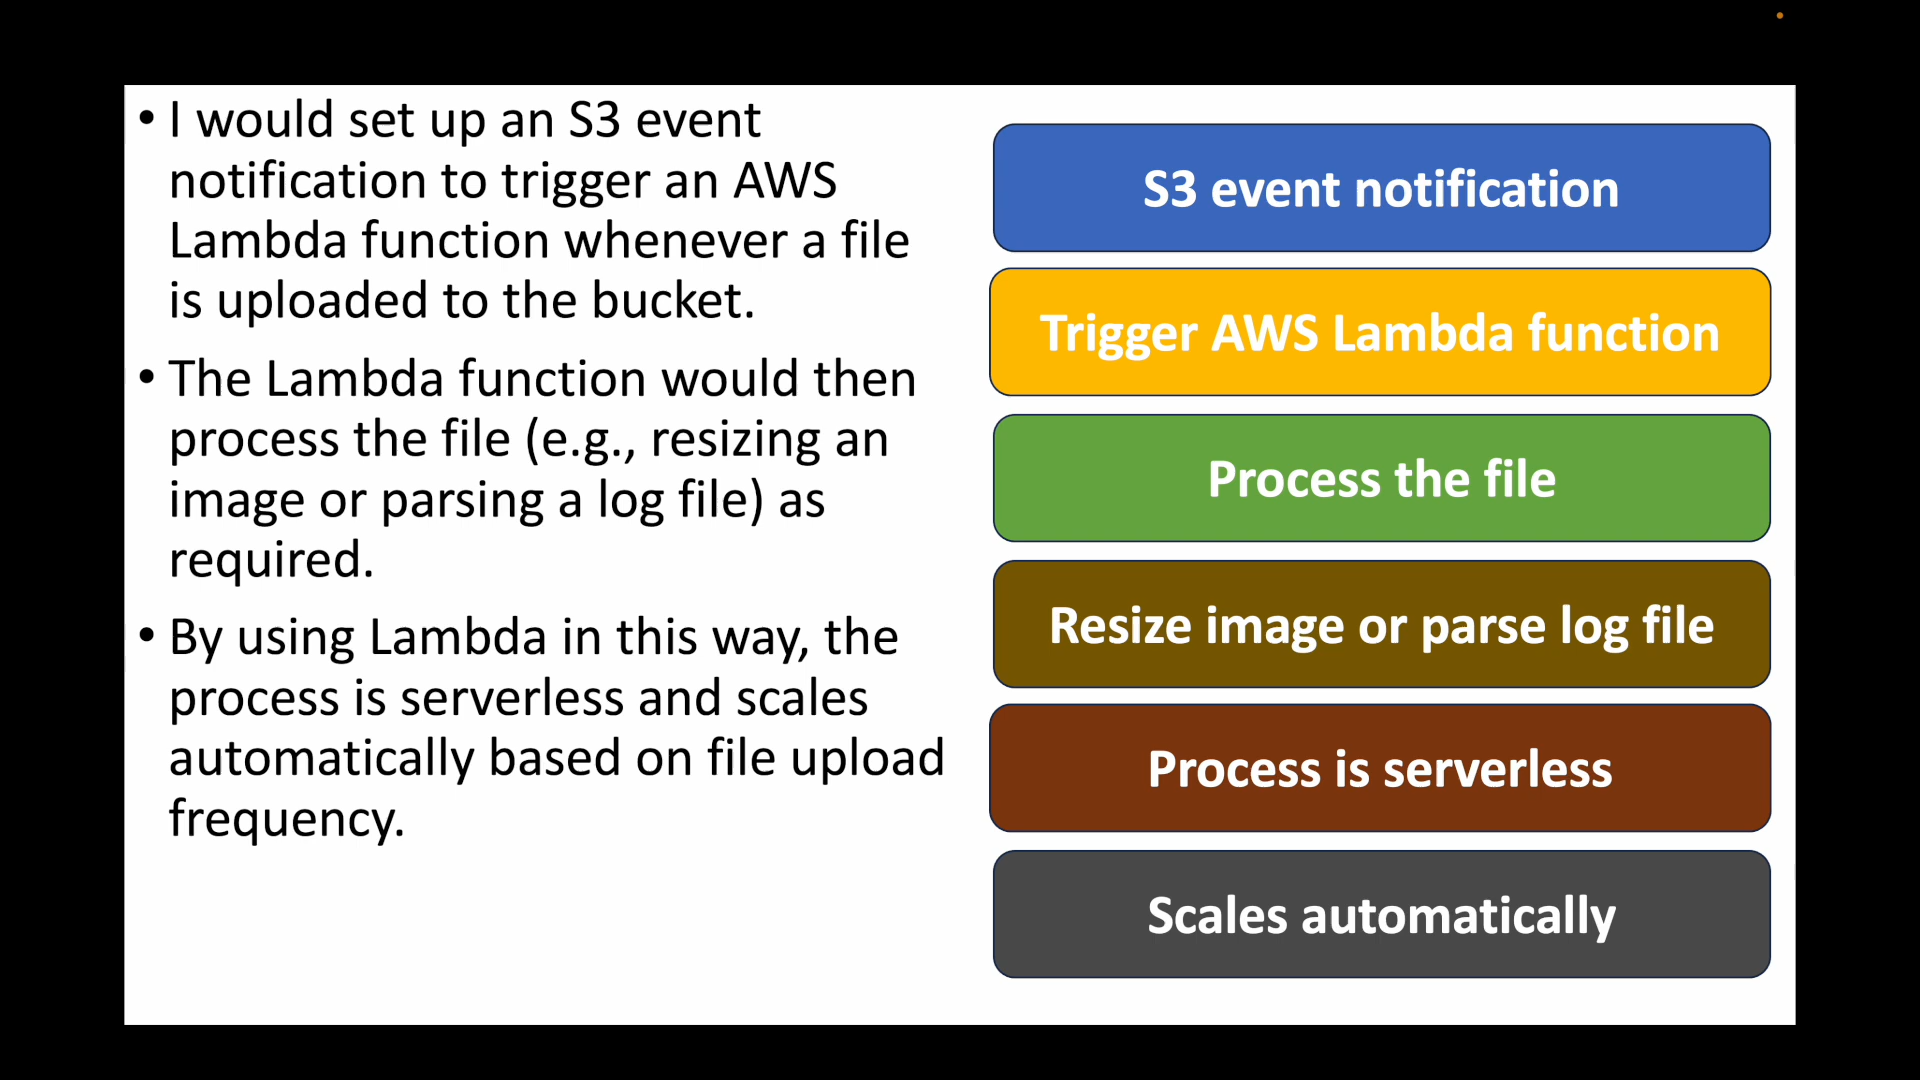 • I would set up an S3 event
notification to trigger an AWS
Lambda function whenever a file
is uploaded to the bucket.
• The Lambda function would then
process the file (e.g., resizing an
image or parsing a log file) as
required.
• By using Lambda in this way, the
process is serverless and scales
automatically based on file upload
frequency.
S3 event notification
Trigger AWS Lambda function
Process the file
Resize image or parse log file
Process is serverless
Scales automatically